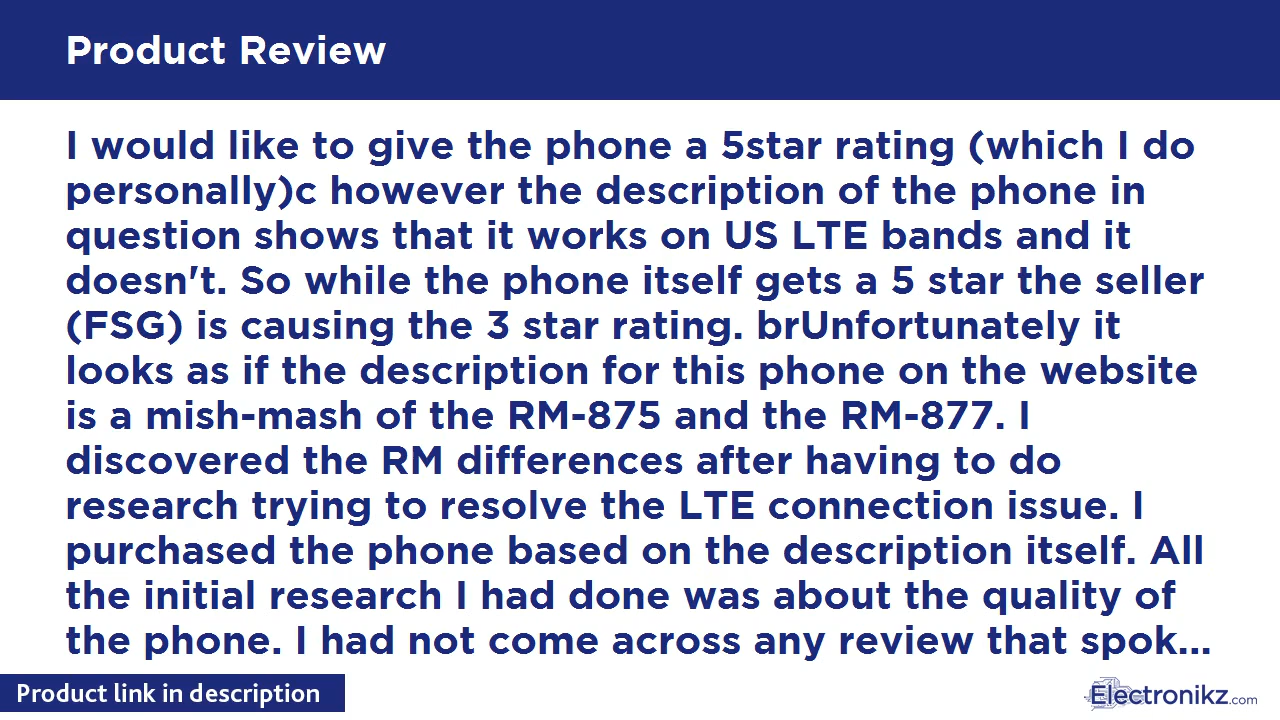 Product Review
I would like to give the phone a 5star rating (which I do
personally)c however the description of the phone in
question shows that it works on US LTE bands and it
doesn't. So while the phone itself gets a 5 star the seller
(FSG) is causing the 3 star rating. brUnfortunately it
looks as if the description for this phone on the website
is a mish-mash of the RM-875 and the RM-877. I
discovered the RM differences after having to do
research trying to resolve the LTE connection issue. I
purchased the phone based on the description itself. All
the initial research I had done was about the quality of
the phone. I had not come across any review that spok...
Product link in description
Electronikz.com